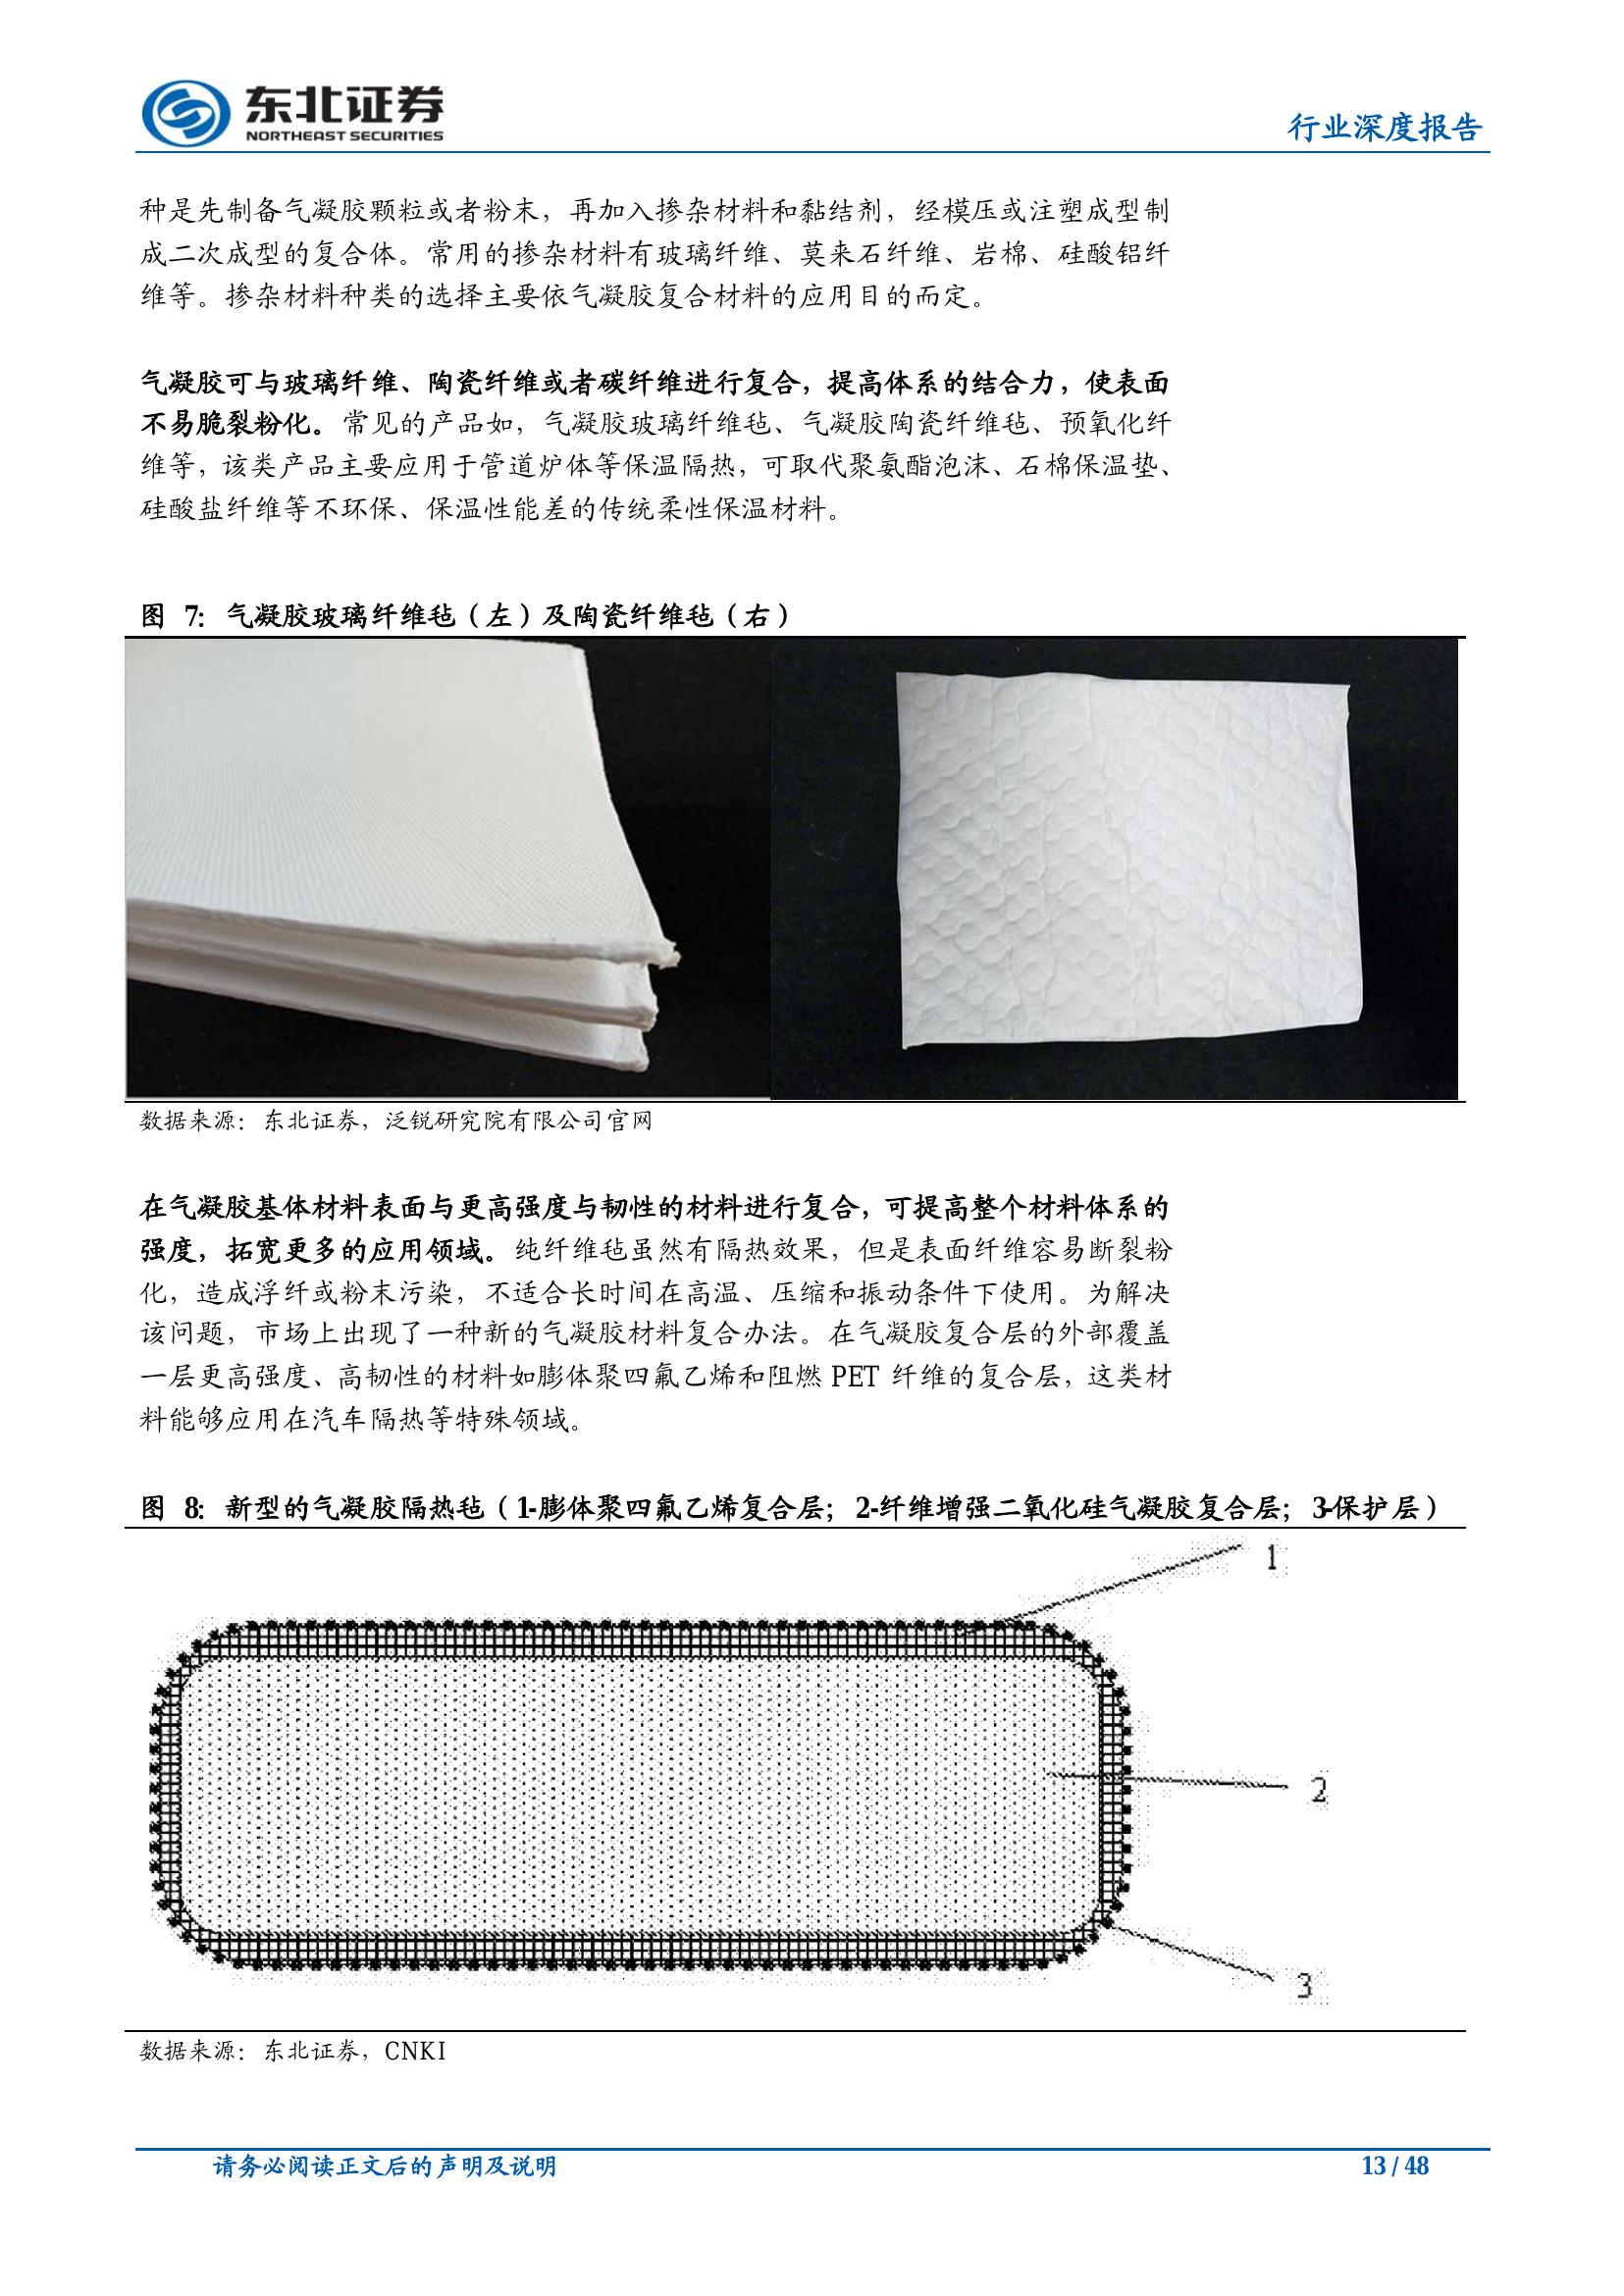 东北证券
NORTHEAST SECURITIES
行业深度报告
种是先制备气凝胶颗粒或者粉末，再加入掺杂材料和黏结剂，经模压或注塑成型制
成二次成型的复合体。常用的掺杂材料有玻璃纤维、莫来石纤维、岩棉、硅酸铝纤
维等。掺杂材料种类的选择主要依气凝胶复合材料的应用目的而定。
气凝胶可与玻璃纤维、陶瓷纤维或者碳纤维进行复合，提高体系的结合力，使表面
不易脆裂粉化。常见的产品如，气凝胶玻璃纤维毡、气凝胶陶瓷纤维毡、预氧化纤
维等，该类产品主要应用于管道炉体等保温隔热，可取代聚氨酯泡沫、石棉保温垫、
硅酸盐纤维等不环保、保温性能差的传统柔性保温材料。
图 7：气凝胶玻璃纤维毡（左）及陶瓷纤维毡（右）
数据来源：东北证券，泛锐研究院有限公司官网
在气凝胶基体材料表面与更高强度与韧性的材料进行复合，可提高整个材料体系的
强度，拓宽更多的应用领域。纯纤维毡虽然有隔热效果，但是表面纤维容易断裂粉
化，造成浮纤或粉末污染，不适合长时间在高温、压缩和振动条件下使用。为解决
该问题，市场上出现了一种新的气凝胶材料复合办法。在气凝胶复合层的外部覆盖
一层更高强度、高韧性的材料如膨体聚四氟乙烯和阻燃 PET 纤维的复合层，这类材
料能够应用在汽车隔热等特殊领域。
图 8：新型的气凝胶隔热毡（1-膨体聚四氟乙烯复合层；2-纤维增强二氧化硅气凝胶复合层；3-保护层）
1
2
3
数据来源：东北证券，CNKI
请务必阅读正文后的声明及说明
13 / 48